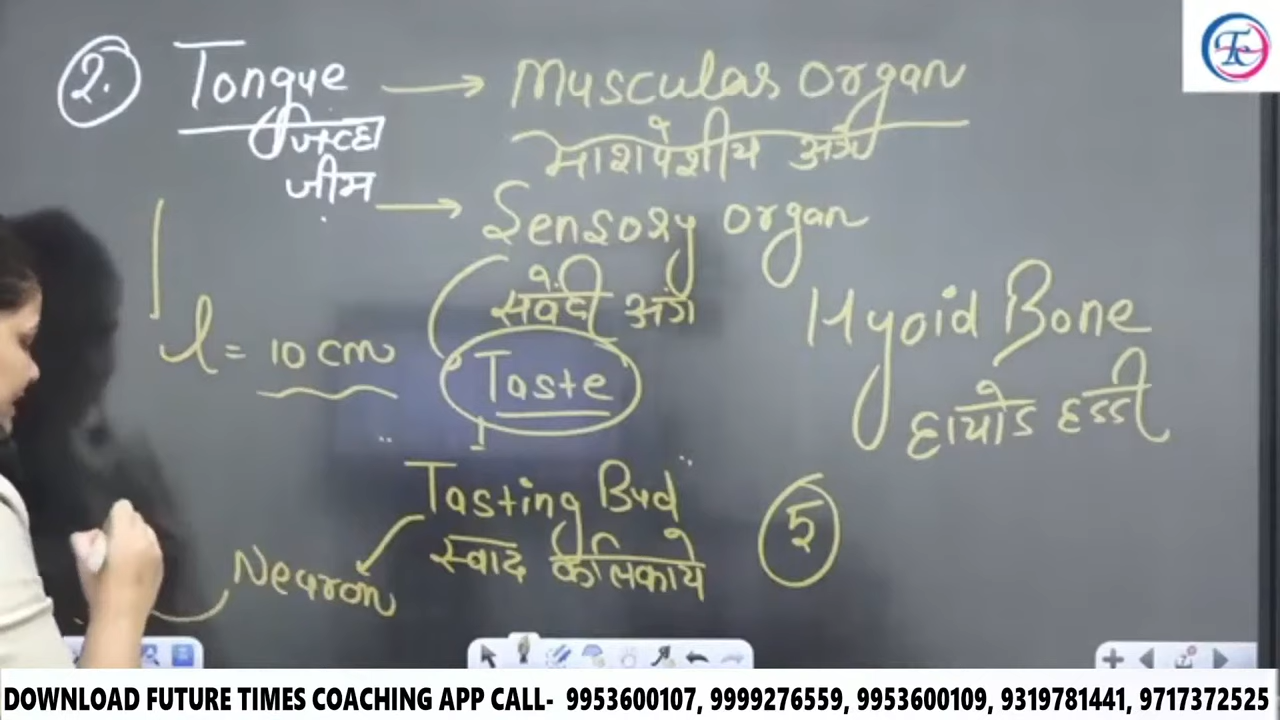 2. Tongue → Muscular organ
जिव्हा
माशपेशीय अंग
जीभ
→ Sensory organ
संवेदी अंग
l = 10 cm
Taste
Hyoid Bone
हायोड हड्डी
Tasting Bud
स्वाद कलिकाये
5
Neuron
DOWNLOAD FUTURE TIMES COACHING APP CALL- 9953600107, 9999276559, 9953600109, 9319781441, 9717372525